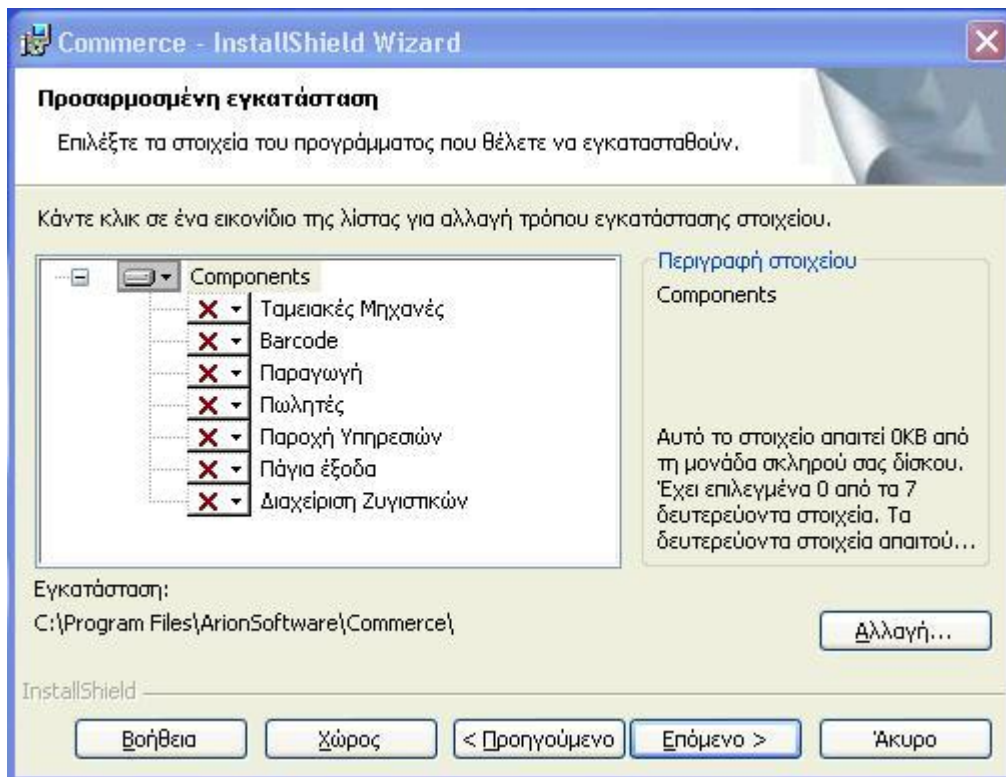 Commerce - InstallShield Wizard
Προσαρμοσμένη εγκατάσταση
Επιλέξτε τα στοιχεία του προγράμματος που θέλετε να εγκατασταθούν.
Κάντε κλικ σε ένα εικονίδιο της λίστας για αλλαγή τρόπου εγκατάστασης στοιχείου.
Components
Ταμειακές Μηχανές
Barcode
Παραγωγή
Πωλητές
Παροχή Υπηρεσιών
Πάγια έξοδα
Διαχείριση Ζυγιστικών
Περιγραφή στοιχείου
Components
Αυτό το στοιχείο απαιτεί 0KB από
τη μονάδα σκληρού σας δίσκου.
Έχει επιλεγμένα 0 από τα 7
δευτερεύοντα στοιχεία. Τα
δευτερεύοντα στοιχεία απαιτού...
Εγκατάσταση:
C:\Program Files\ArionSoftware\Commerce\
Αλλαγή...
InstallShield
Βοήθεια
Χώρος
< Προηγούμενο
Επόμενο >
Άκυρο